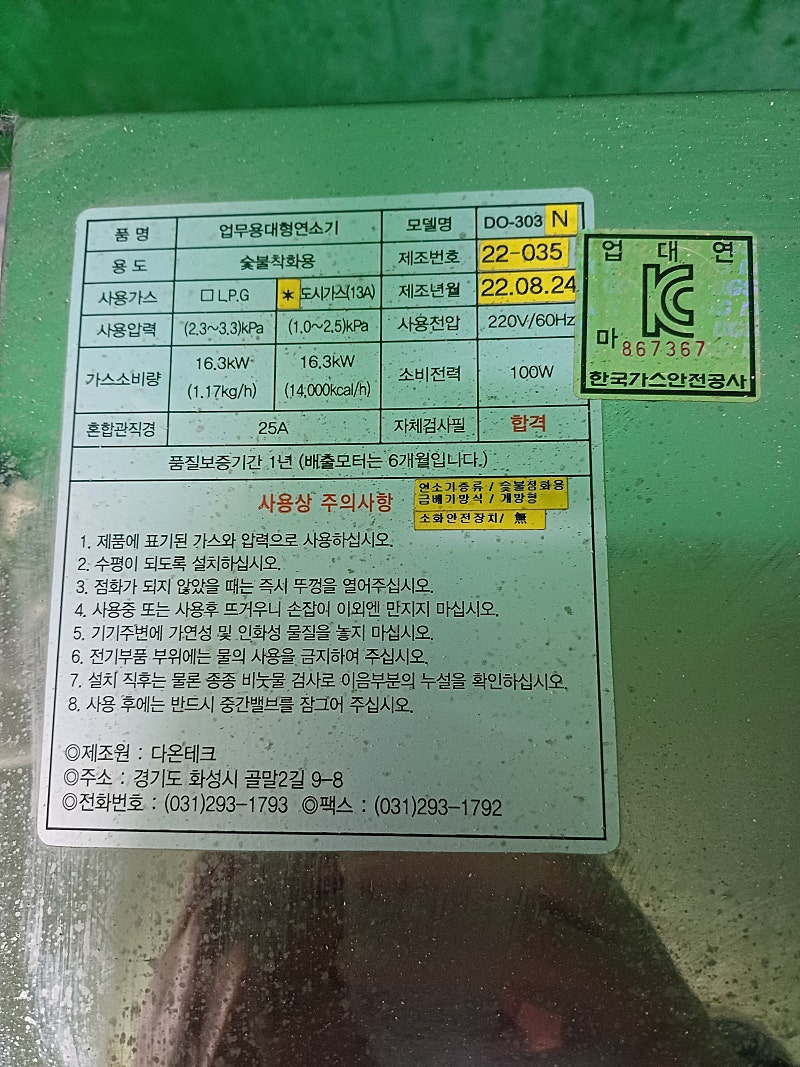 품 명 업무용대형연소기 모델명 DO-303 N
용 도 숯불착화용 제조번호 22-035
사용가스 □ L.P.G * 도시가스(13A) 제조년월 22.08.24
사용압력 (2.3~3.3)kPa (1.0~2.5)kPa 사용전압 220V/60Hz
가스소비량 16.3kW (1.17kg/h) 16.3kW (14,000kcal/h) 소비전력 100W
혼합관직경 25A 자체검사필 합격
품질보증기간 1년 (배출모터는 6개월입니다.)
사용상 주의사항
연소기종류 / 숯불점화용
급배기방식 / 개방형
소화안전장치/ 無
1. 제품에 표기된 가스와 압력으로 사용하십시오.
2. 수평이 되도록 설치하십시오.
3. 점화가 되지 않았을 때는 즉시 뚜껑을 열어주십시오.
4. 사용중 또는 사용후 뜨거우니 손잡이 이외엔 만지지 마십시오.
5. 기기주변에 가연성 및 인화성 물질을 놓지 마십시오.
6. 전기부품 부위에는 물의 사용을 금지하여 주십시오.
7. 설치 직후는 물론 종종 비눗물 검사로 이음부분의 누설을 확인하십시오.
8. 사용 후에는 반드시 중간밸브를 잠그어 주십시오.
◎제조원 : 다온테크
◎주소 : 경기도 화성시 골말2길 9-8
◎전화번호 : (031)293-1793 ◎팩스 : (031)293-1792
업 대 연
KC
마 867367
한국가스안전공사